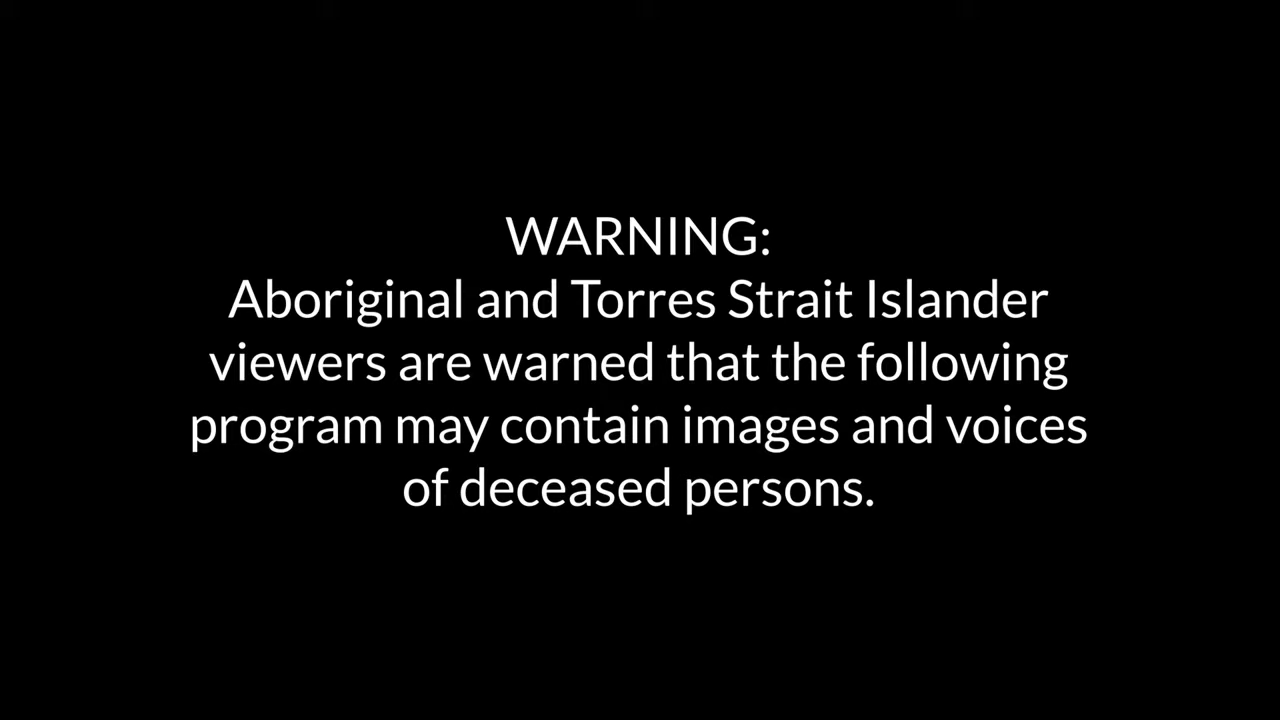 WARNING:
Aboriginal and Torres Strait Islander
viewers are warned that the following
program may contain images and voices
of deceased persons.